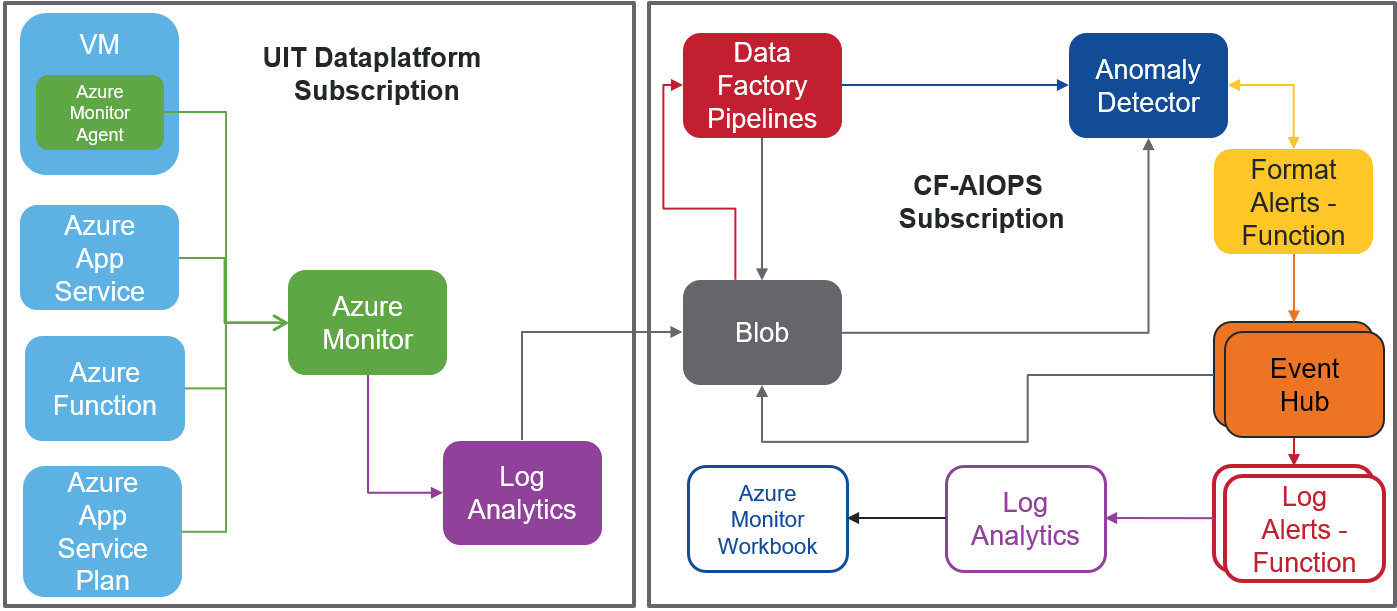 VM
Azure
Monitor
Agent
UIT Dataplatform
Subscription
Azure
App
Service
Azure
Function
Azure
App
Service
Plan
Azure
Monitor
Log
Analytics
Data
Factory
Pipelines
Anomaly
Detector
CF-AIOPS
Subscription
Format
Alerts -
Function
Blob
Event
Hub
Azure
Monitor
Workbook
Log
Analytics
Log
Alerts -
Function